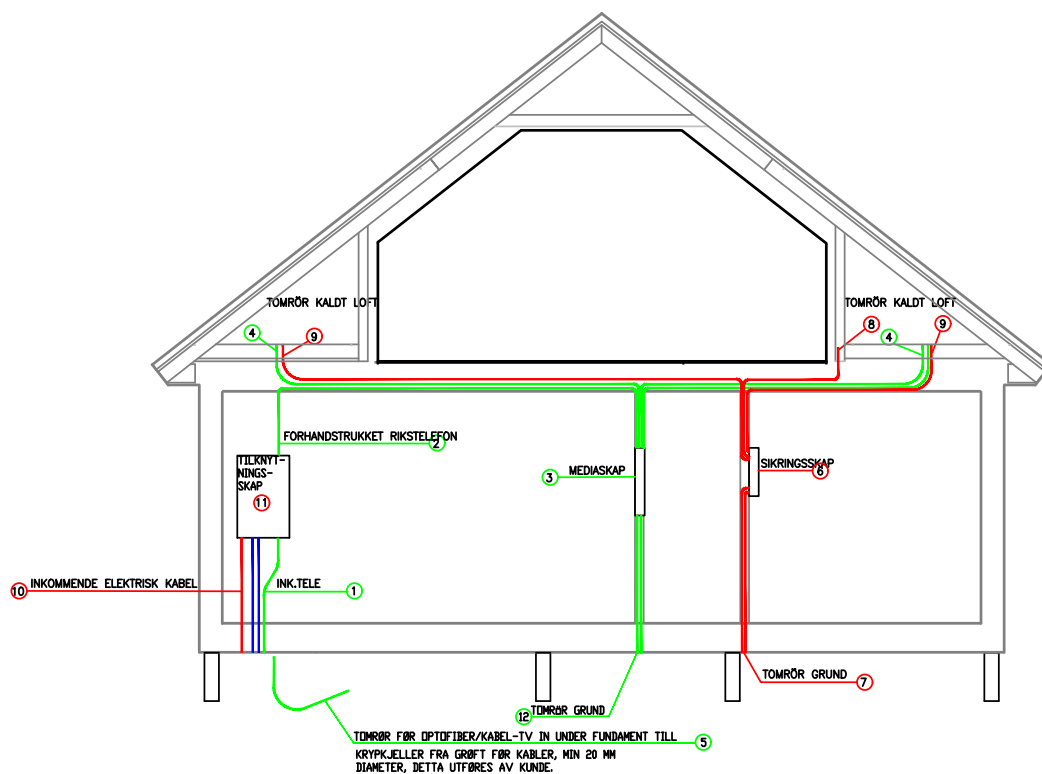 TOMRÖR KALDT LOFT
TOMRÖR KALDT LOFT
4
9
8
4
9
FORHANDSTRUKKET RIKSTELEFON
2
TILKNYT-
NINGS-
SKAP
11
3
MEDIASKAP
SIKRINGSSKAP
6
10
INKOMMENDE ELEKTRISK KABEL
INK.TELE
1
TOMRÖR GRUND
7
12
TOMRØR GRUND
TOMRØR FØR OPTOFIBER/KABEL-TV IN UNDER FUNDAMENT TILL
5
KRYPKJELLER FRA GRØFT FØR KABLER, MIN 20 MM
DIAMETER, DETTA UTFØRES AV KUNDE.